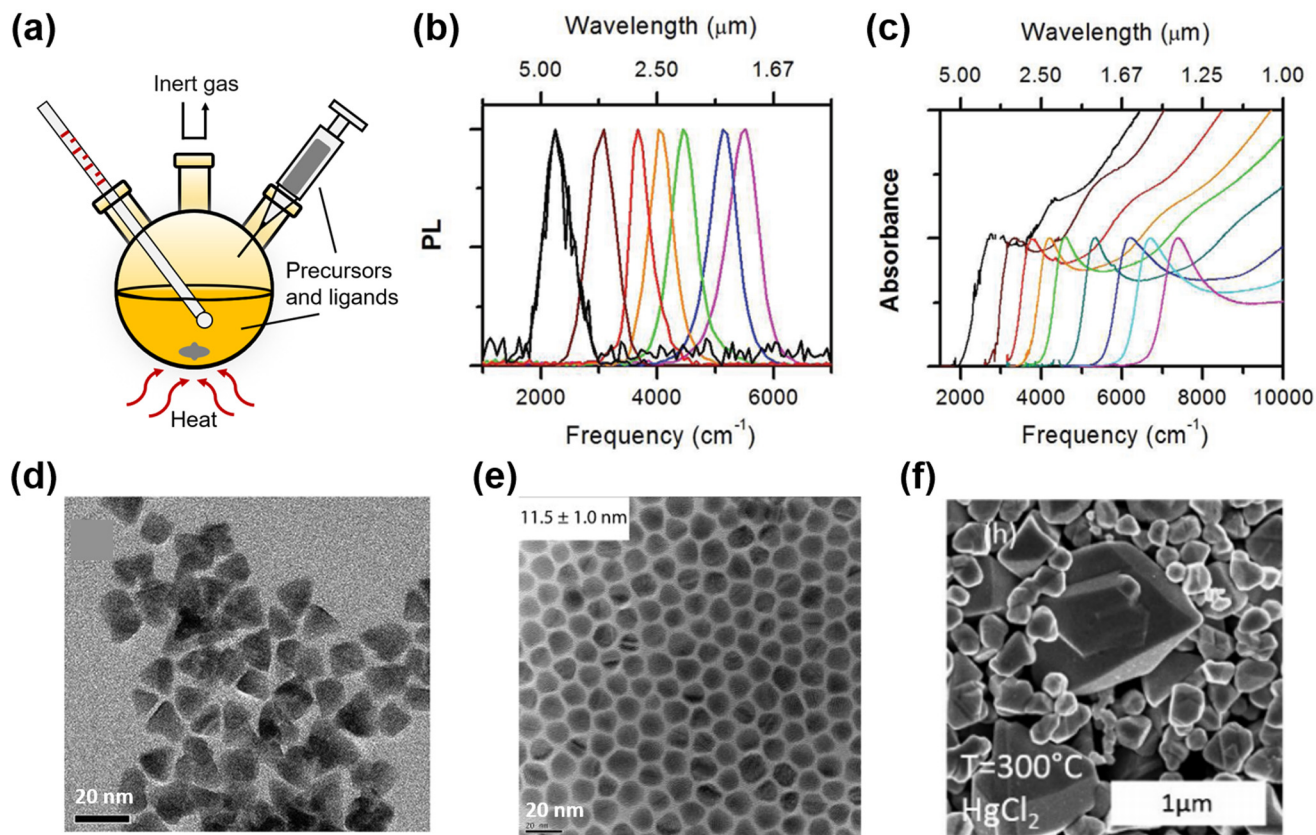 (a)
Inert gas
Precursors
and ligands
Heat
(b)
Wavelength (μm)
5.00 2.50 1.67
PL
2000 4000 6000
Frequency (cm⁻¹)
(c)
Wavelength (μm)
5.00 2.50 1.67 1.25 1.00
Absorbance
2000 4000 6000 8000 10000
Frequency (cm⁻¹)
(d)
20 nm
(e)
11.5 ± 1.0 nm
20 nm
20 nm
(f)
(h)
T=300°C
HgCl₂
1μm